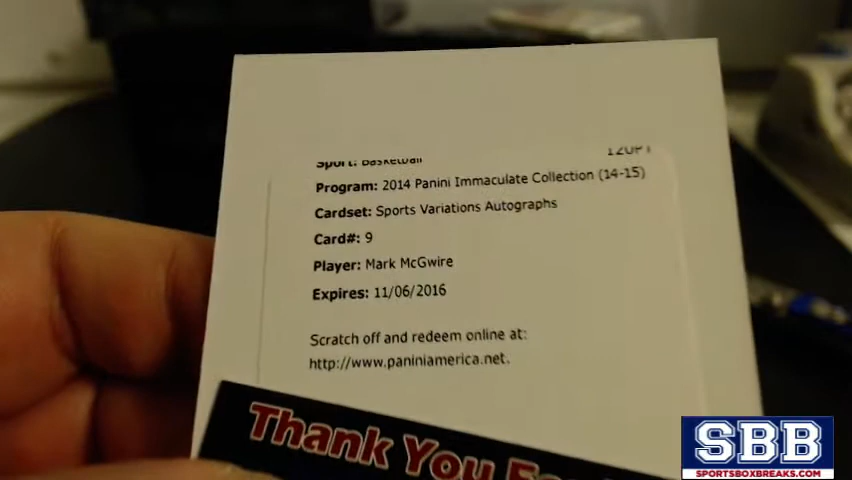 Sport: Basketball
120PT
Program: 2014 Panini Immaculate Collection (14-15)
Cardset: Sports Variations Autographs
Card#: 9
Player: Mark McGwire
Expires: 11/06/2016
Scratch off and redeem online at:
http://www.paniniamerica.net.
Thank You
SBB
SPORTSBOXBREAKS.COM